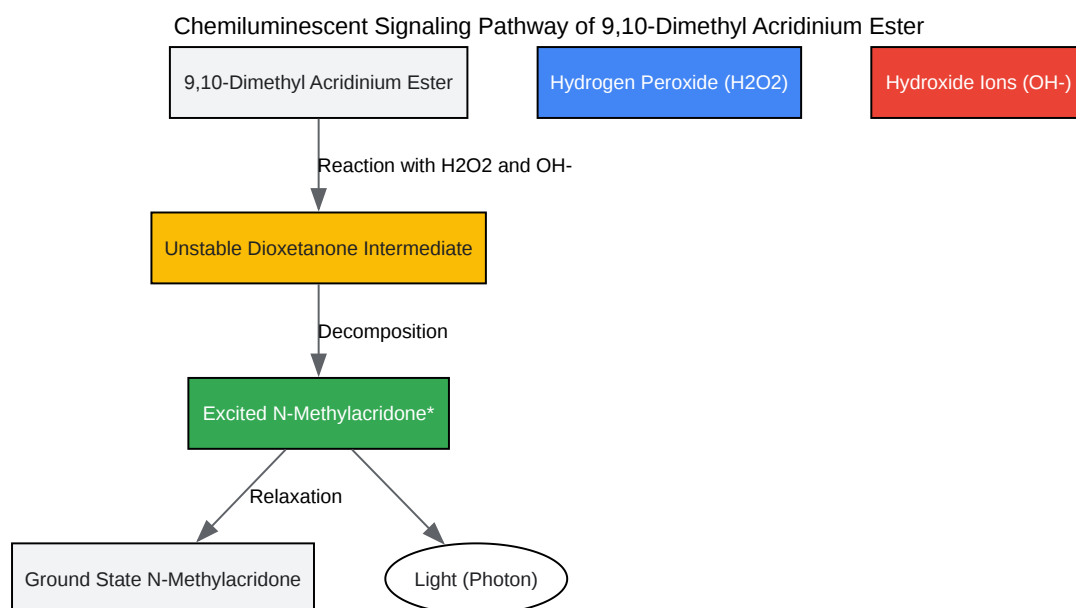 Chemiluminescent Signaling Pathway of 9,10-Dimethyl Acridinium Ester
9,10-Dimethyl Acridinium Ester
Hydrogen Peroxide (H2O2)
Hydroxide Ions (OH-)
Reaction with H2O2 and OH-
Unstable Dioxetanone Intermediate
Decomposition
Excited N-Methylacridone*
Relaxation
Ground State N-Methylacridone
Light (Photon)